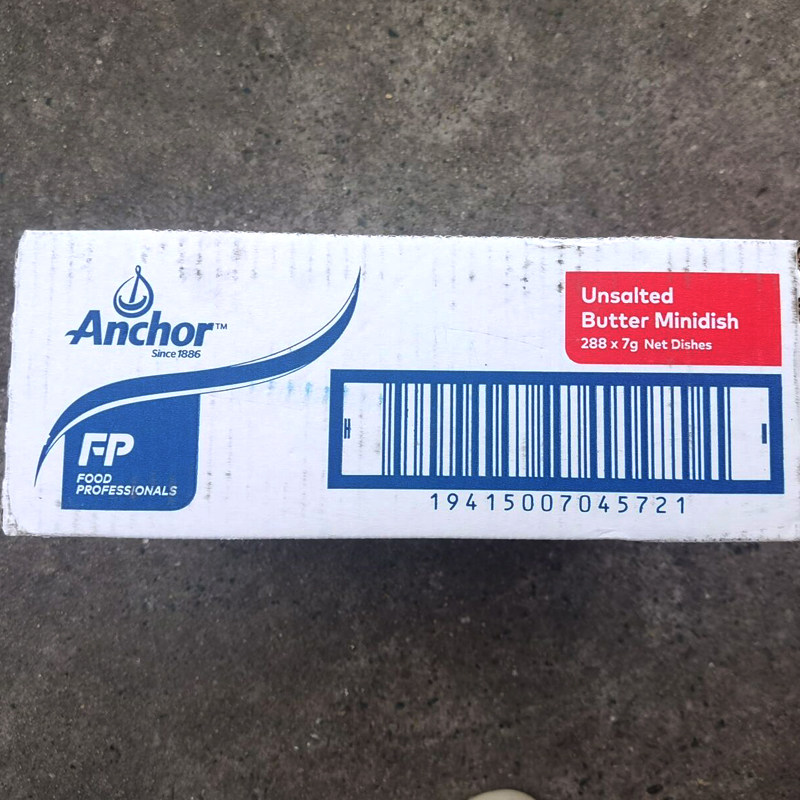 Anchor™
Since 1886
FP
FOOD
PROFESSIONALS
Unsalted
Butter Minidish
288 x 7g Net Dishes
H
19415007045721